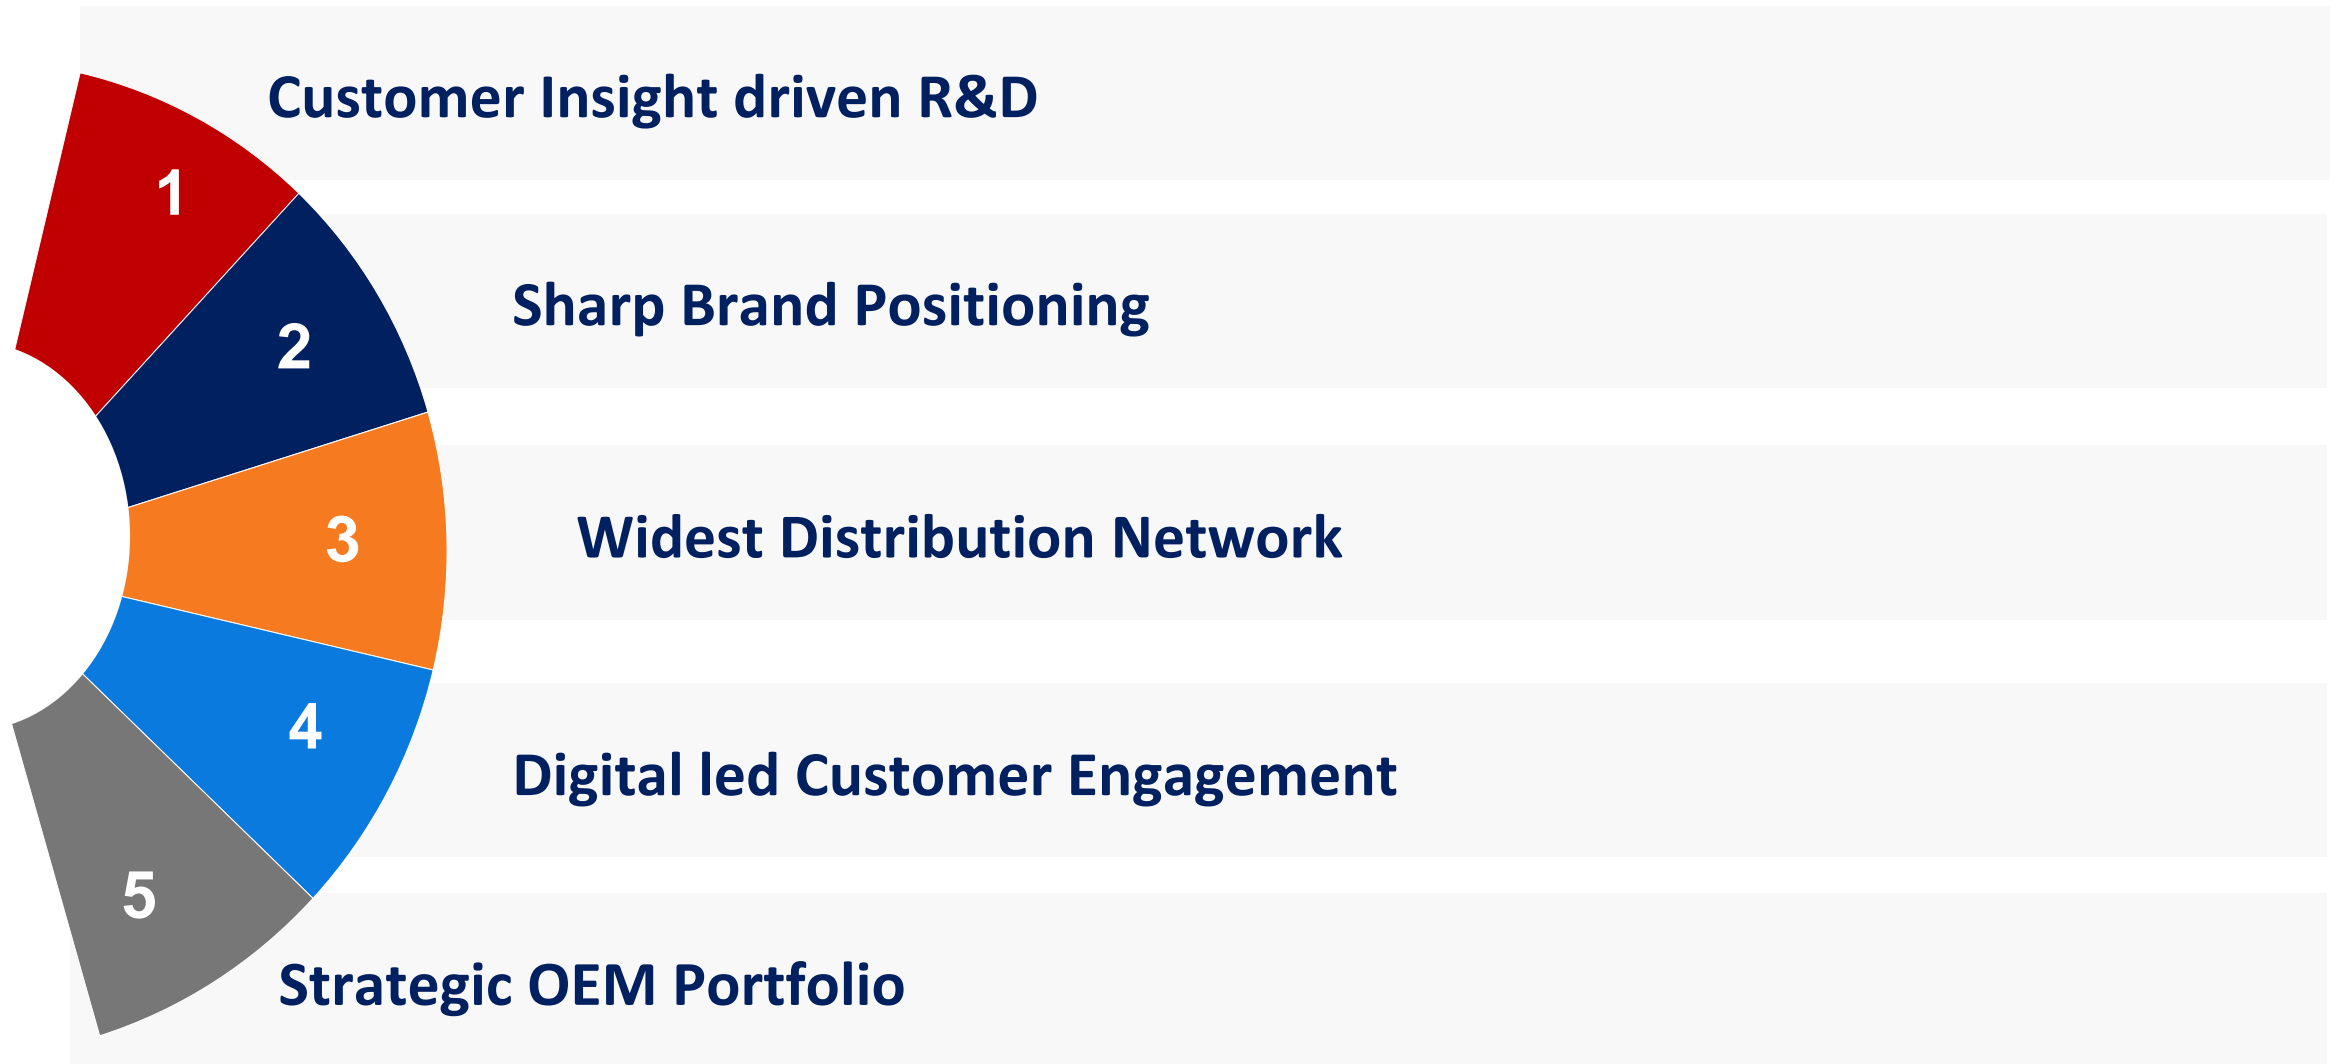 Customer Insight driven R&D
1
Sharp Brand Positioning
2
Widest Distribution Network
3
4
Digital led Customer Engagement
5
Strategic OEM Portfolio